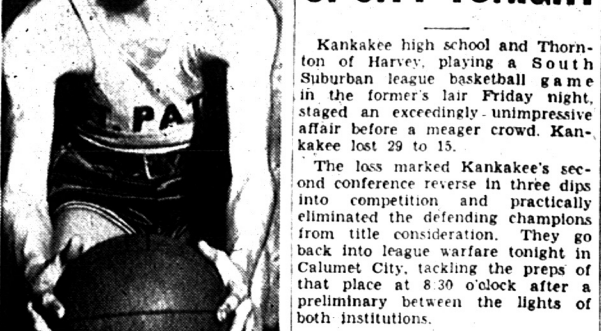 T. PAT
Kankakee high school and Thorn-
ton of Harvey, playing a South
Suburban league basketball game
in the former's lair Friday night,
staged an exceedingly unimpressive
affair before a meager crowd. Kan-
kakee lost 29 to 15.
The loss marked Kankakee's sec-
ond conference reverse in three dips
into competition and practically
eliminated the defending champions
from title consideration. They go
back into league warfare tonight in
Calumet City, tackling the preps of
that place at 8:30 o'clock after a
preliminary between the lights of
both institutions.